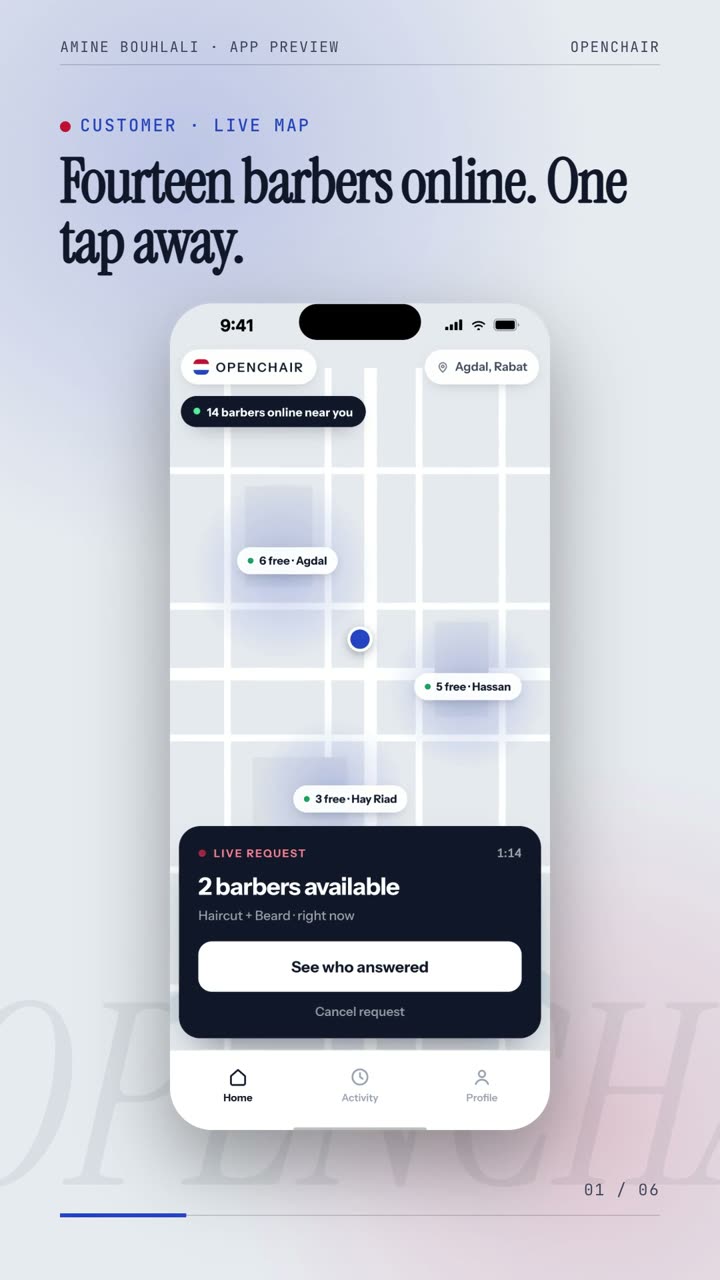 AMINE BOUHLALI · APP PREVIEW
OPENCHAIR
CUSTOMER · LIVE MAP
Fourteen barbers online. One
tap away.
9:41
OPENCHAIR
Agdal, Rabat
14 barbers online near you
6 free · Agdal
5 free · Hassan
3 free · Hay Riad
LIVE REQUEST
1:14
2 barbers available
Haircut + Beard · right now
See who answered
Cancel request
Home
Activity
Profile
OPENCHA
01 / 06